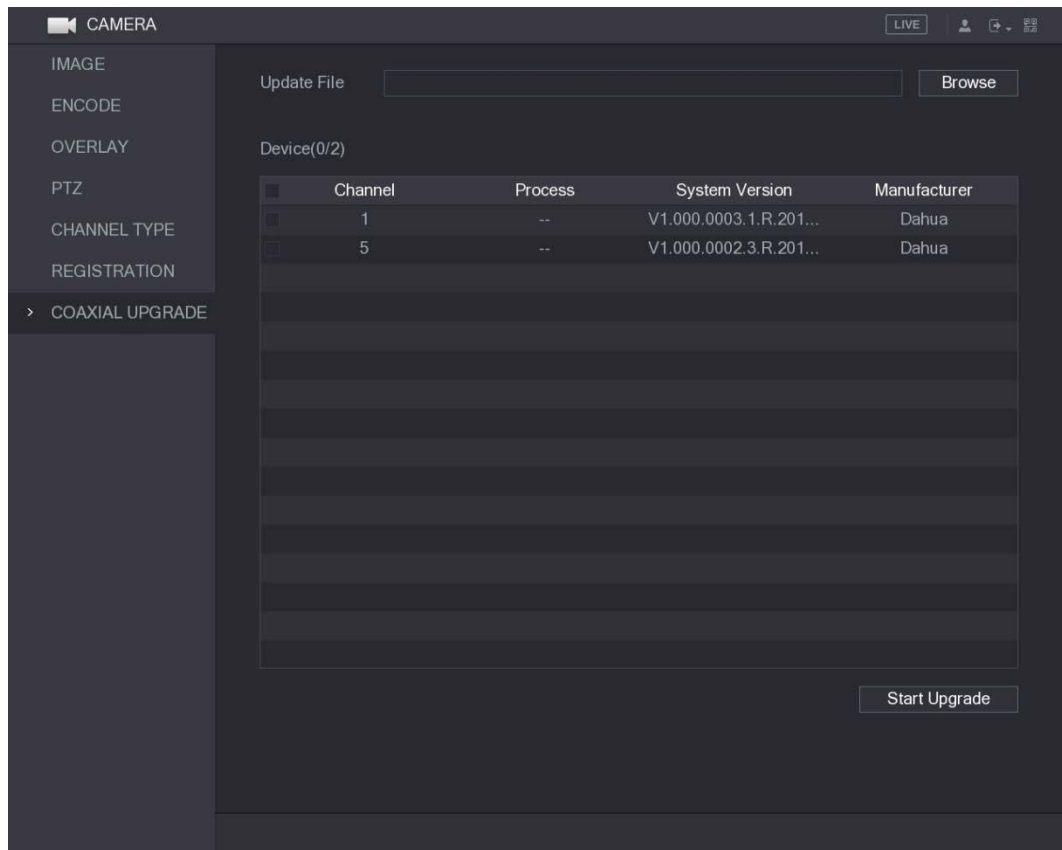 CAMERA
LIVE
IMAGE
ENCODE
OVERLAY
PTZ
CHANNEL TYPE
REGISTRATION
> COAXIAL UPGRADE
Update File
Browse
Device(0/2)
Channel Process System Version Manufacturer
1 -- V1.000.0003.1.R.201... Dahua
5 -- V1.000.0002.3.R.201... Dahua
Start Upgrade